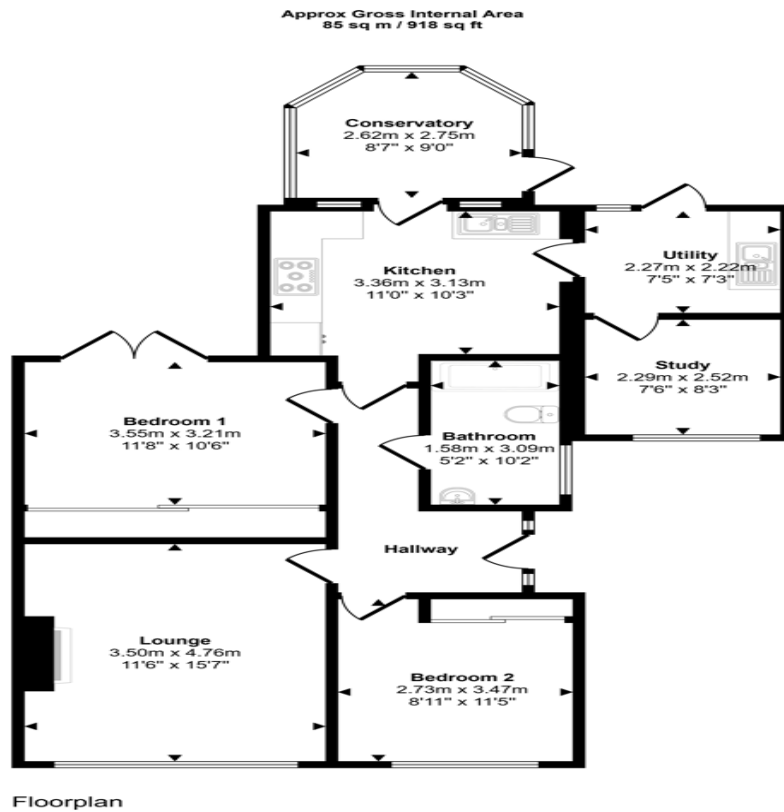 Approx Gross Internal Area
85 sq m / 918 sq ft
Conservatory
2.62m x 2.75m
8'7" x 9'0"
Kitchen
3.36m x 3.13m
11'0" x 10'3"
Utility
2.27m x 2.22m
7'5" x 7'3"
Study
2.29m x 2.52m
7'6" x 8'3"
Bedroom 1
3.55m x 3.21m
11'8" x 10'6"
Bathroom
1.58m x 3.09m
5'2" x 10'2"
Hallway
Lounge
3.50m x 4.76m
11'6" x 15'7"
Bedroom 2
2.73m x 3.47m
8'11" x 11'5"
Floorplan